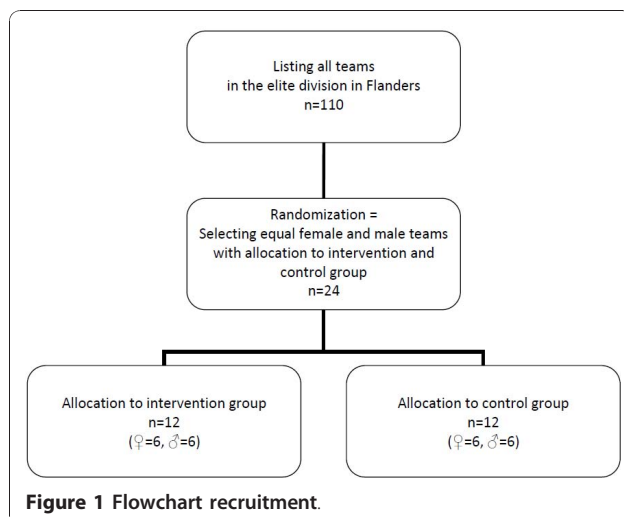 Listing all teams
in the elite division in Flanders
n=110
Randomization =
Selecting equal female and male teams
with allocation to intervention and
control group
n=24
Allocation to intervention group
n=12
(♀=6, ♂=6)
Allocation to control group
n=12
(♀=6, ♂=6)
Figure 1 Flowchart recruitment.